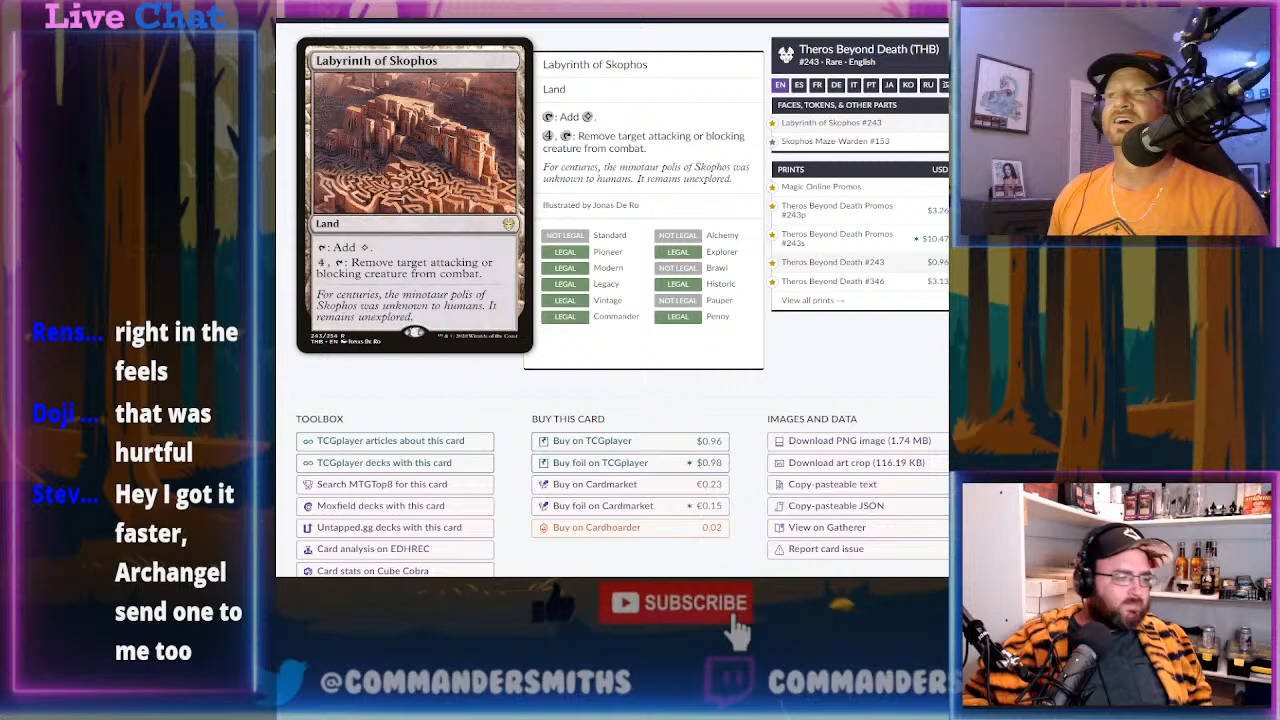 Live Chat
Rens... right in the
feels
Doji ... that was
hurtful
Stev... Hey I got it
faster,
Archangel
send one to
me too
Labyrinth of Skophos
Land
: Add .
4, : Remove target attacking or
blocking creature from combat.
For centuries, the minotaur polis of
Skophos was unknown to humans. It
remains unexplored.
243/254 R
THB • EN JONAS DE RO
™ & © 2020 Wizards of the Coast
Labyrinth of Skophos
Land
: Add .
4, : Remove target attacking or blocking
creature from combat.
For centuries, the minotaur polis of Skophos was
unknown to humans. It remains unexplored.
Illustrated by Jonas De Ro
NOT LEGAL Standard NOT LEGAL Alchemy
LEGAL Pioneer LEGAL Explorer
LEGAL Modern NOT LEGAL Brawl
LEGAL Legacy LEGAL Historic
LEGAL Vintage NOT LEGAL Pauper
LEGAL Commander LEGAL Penny
Theros Beyond Death (THB)
#243 • Rare • English
EN ES FR DE IT PT JA KO RU
FACES, TOKENS, & OTHER PARTS
Labyrinth of Skophos #243
Skophos Maze-Warden #153
PRINTS USD
Magic Online Promos
Theros Beyond Death Promos
#243p $3.26
Theros Beyond Death Promos
#243s ✶ $10.47
Theros Beyond Death #243 $0.96
Theros Beyond Death #346 $3.13
View all prints →
TOOLBOX
TCGplayer articles about this card
TCGplayer decks with this card
Search MTGTop8 for this card
Moxfield decks with this card
Untapped.gg decks with this card
Card analysis on EDHREC
Card stats on Cube Cobra
BUY THIS CARD
Buy on TCGplayer $0.96
Buy foil on TCGplayer ✶ $0.98
Buy on Cardmarket €0.23
Buy foil on Cardmarket ✶ €0.15
Buy on Cardhoarder 0.02
IMAGES AND DATA
Download PNG image (1.74 MB)
Download art crop (116.19 KB)
Copy-pasteable text
Copy-pasteable JSON
View on Gatherer
Report card issue
SUBSCRIBE
@COMMANDERSMITHS COMMANDERS